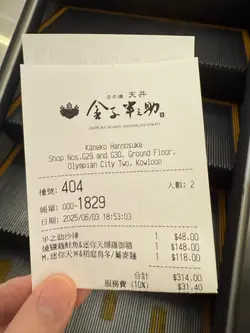 日本橋 天丼
金子半之助
Kaneko Hannosuke
Shop Nos.G29 and G30, Ground Floor,
Olympian City Two, Kowloon
檯號: 404 人數: 2
帳單: 000-1829
日期: 2025/06/03 18:53:03
半之助沙律 $48.00
$148.00
$118.00
合計 $314.00
服務費 (10%) $31.40